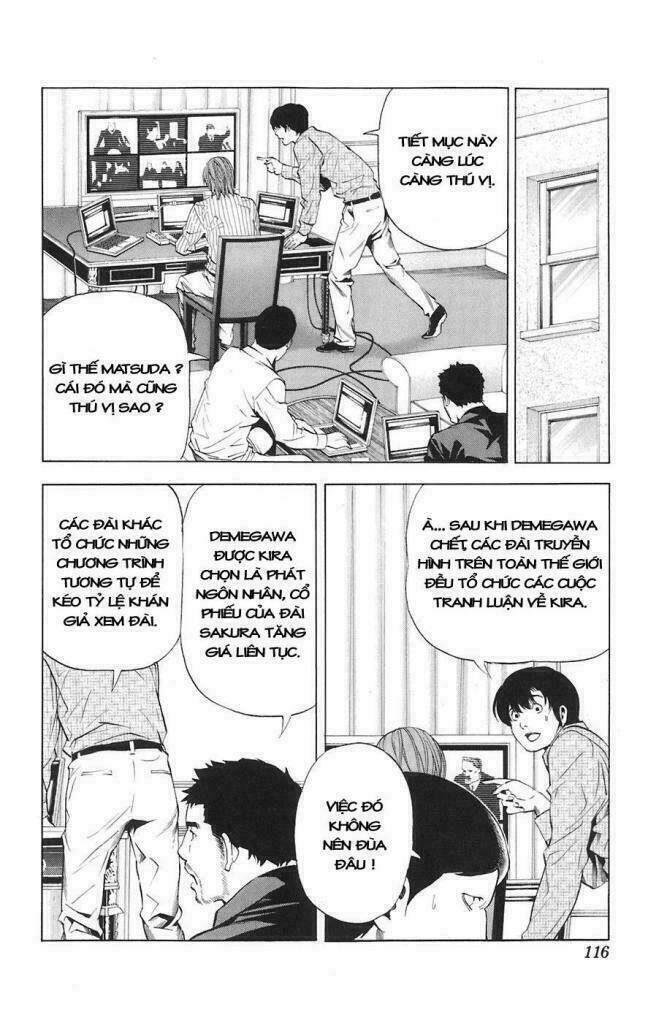 TIẾT MỤC NÀY
CÀNG LÚC
CÀNG THÚ VỊ.
GÌ THẾ MATSUDA ?
CÁI ĐÓ MÀ CŨNG
THÚ VỊ SAO ?
À... SAU KHI DEMEGAWA
CHẾT, CÁC ĐÀI TRUYỀN
HÌNH TRÊN TOÀN THẾ GIỚI
ĐỀU TỔ CHỨC CÁC CUỘC
TRANH LUẬN VỀ KIRA.
VIỆC ĐÓ
KHÔNG
NÊN ĐÙA
ĐÂU !
DEMEGAWA
ĐƯỢC KIRA
CHỌN LÀ PHÁT
NGÔN NHÂN, CỔ
PHIẾU CỦA ĐÀI
SAKURA TĂNG
GIÁ LIÊN TỤC.
CÁC ĐÀI KHÁC
TỔ CHỨC NHỮNG
CHƯƠNG TRÌNH
TƯƠNG TỰ ĐỂ
KÉO TỶ LỆ KHÁN
GIẢ XEM ĐÀI.
116